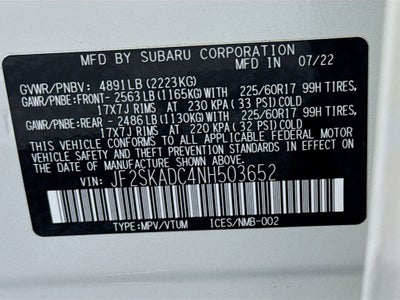 MFD. BY SUBARU CORPORATION
MFD IN 07/22
GVWR/PNBV: 4891LB (2223KG)
GAWR/PNBE:FRONT- 2563LB(1165KG)WITH 225/60R17 99H TIRES,
17X7J RIMS AT 230 KPA (33 PSI)COLD
GAWR/PNBE:REAR - 2486LB(1130KG)WITH 225/60R17 99H TIRES,
17X7J RIMS AT 220 KPA (32 PSI)COLD
THIS VEHICLE CONFORMS TO ALL APPLICABLE FEDERAL MOTOR
VEHICLE SAFETY, BUMPER, AND THEFT PREVENTION STANDARDS
IN EFFECT ON THE DATE OF MANUFACTURE SHOWN ABOVE.
VIN: JF2SKADC4NH503652
TYPE:MPV/VTUM ICES/NMB-002